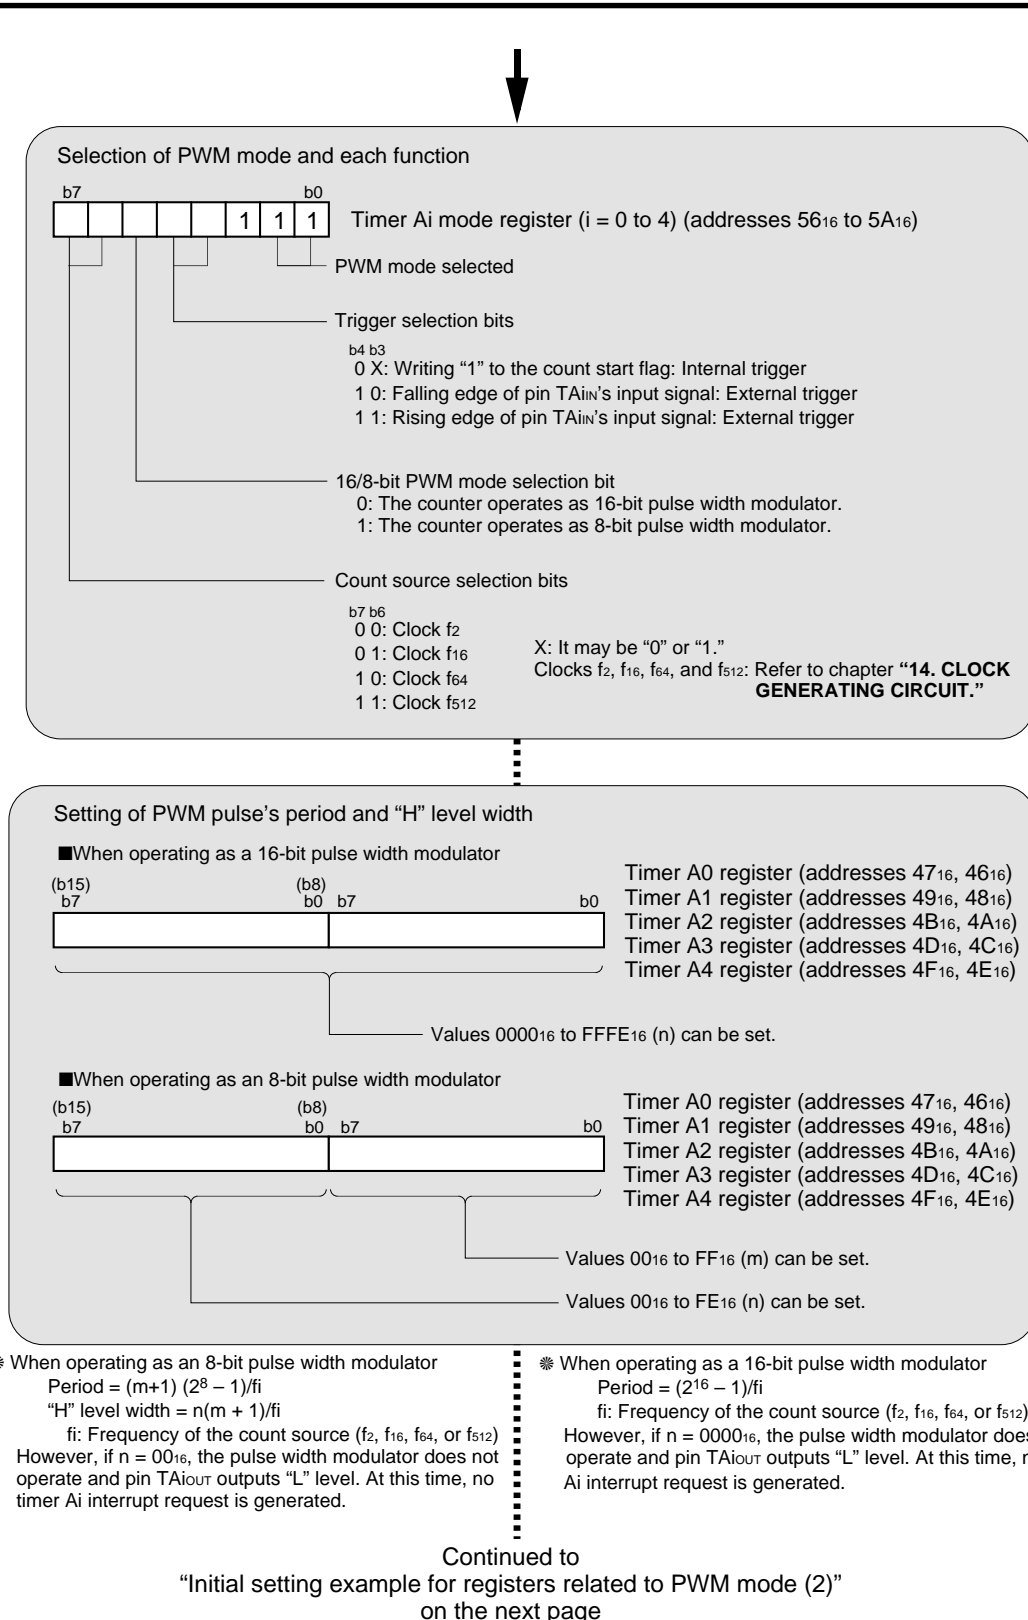 Selection of PWM mode and each function
b7 b0
1 1 1 Timer Ai mode register (i = 0 to 4) (addresses 56₁₆ to 5A₁₆)
PWM mode selected
Trigger selection bits
b4 b3
0 X: Writing “1” to the count start flag: Internal trigger
1 0: Falling edge of pin TAiIN’s input signal: External trigger
1 1: Rising edge of pin TAiIN’s input signal: External trigger
16/8-bit PWM mode selection bit
0: The counter operates as 16-bit pulse width modulator.
1: The counter operates as 8-bit pulse width modulator.
Count source selection bits
b7 b6
0 0: Clock f₂
0 1: Clock f₁₆
1 0: Clock f₆₄
1 1: Clock f₅₁₂
X: It may be “0” or “1.”
Clocks f₂, f₁₆, f₆₄, and f₅₁₂: Refer to chapter “14. CLOCK
GENERATING CIRCUIT.”
Setting of PWM pulse’s period and “H” level width
■When operating as a 16-bit pulse width modulator
(b15) (b8)
b7 b0 b7 b0
Timer A0 register (addresses 47₁₆, 46₁₆)
Timer A1 register (addresses 49₁₆, 48₁₆)
Timer A2 register (addresses 4B₁₆, 4A₁₆)
Timer A3 register (addresses 4D₁₆, 4C₁₆)
Timer A4 register (addresses 4F₁₆, 4E₁₆)
Values 0000₁₆ to FFFE₁₆ (n) can be set.
■When operating as an 8-bit pulse width modulator
(b15) (b8)
b7 b0 b7 b0
Timer A0 register (addresses 47₁₆, 46₁₆)
Timer A1 register (addresses 49₁₆, 48₁₆)
Timer A2 register (addresses 4B₁₆, 4A₁₆)
Timer A3 register (addresses 4D₁₆, 4C₁₆)
Timer A4 register (addresses 4F₁₆, 4E₁₆)
Values 00₁₆ to FF₁₆ (m) can be set.
Values 00₁₆ to FE₁₆ (n) can be set.
❊ When operating as an 8-bit pulse width modulator
Period = (m+1) (2⁸ – 1)/fi
“H” level width = n(m + 1)/fi
fi: Frequency of the count source (f₂, f₁₆, f₆₄, or f₅₁₂)
However, if n = 00₁₆, the pulse width modulator does not
operate and pin TAiOUT outputs “L” level. At this time, no
timer Ai interrupt request is generated.
❊ When operating as a 16-bit pulse width modulator
Period = (2¹⁶ – 1)/fi
fi: Frequency of the count source (f₂, f₁₆, f₆₄, or f₅₁₂)
However, if n = 0000₁₆, the pulse width modulator does
operate and pin TAiOUT outputs “L” level. At this time,
Ai interrupt request is generated.
Continued to
“Initial setting example for registers related to PWM mode (2)”
on the next page